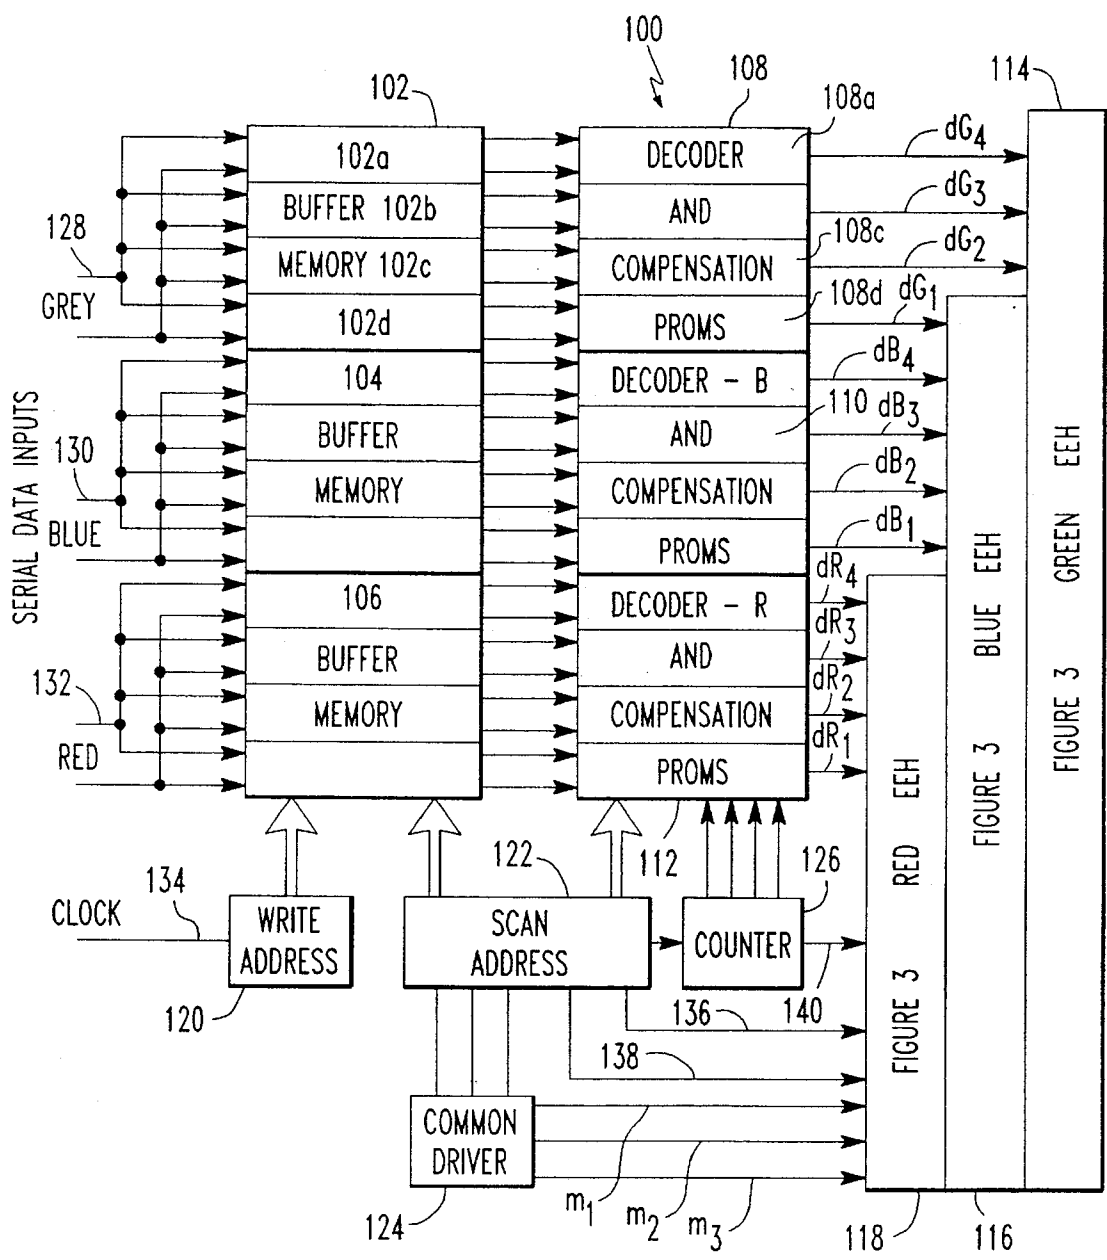 100
102
108
108a
114
102a
DECODER
dG4
BUFFER 102b
AND
dG3
128
MEMORY 102c
COMPENSATION
108c
dG2
GREY
102d
PROMS
108d
dG1
104
DECODER - B
dB4
BUFFER
AND
110
dB3
SERIAL DATA INPUTS
130
MEMORY
COMPENSATION
dB2
BLUE
PROMS
dB1
106
DECODER - R
dR4
BUFFER
AND
dR3
132
MEMORY
COMPENSATION
dR2
RED
PROMS
dR1
FIGURE 3 RED EEH
FIGURE 3 BLUE EEH
FIGURE 3 GREEN EEH
CLOCK
134
WRITE
ADDRESS
120
122
SCAN
ADDRESS
112
126
COUNTER
140
136
138
COMMON
DRIVER
124
m1
m2
m3
118
116